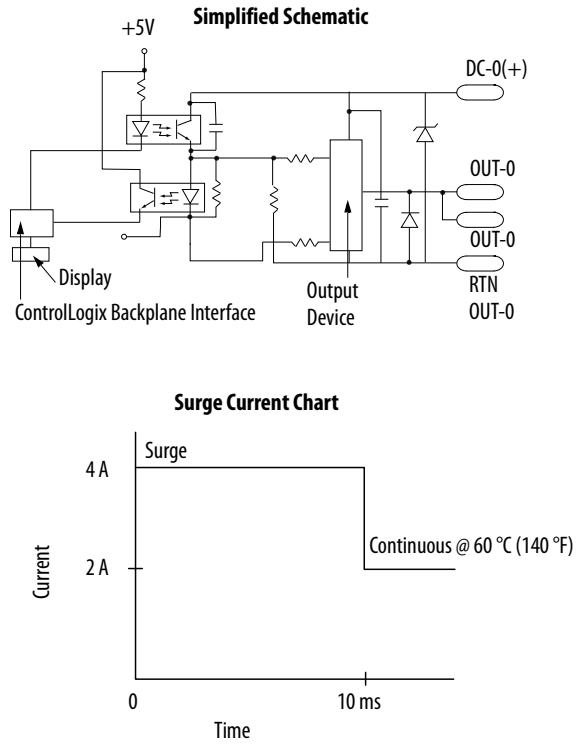 Simplified Schematic
+5V
DC-0(+)
OUT-0
OUT-0
RTN
OUT-0
Display
ControlLogix Backplane Interface
Output
Device
Surge Current Chart
Surge
4 A
Continuous @ 60 °C (140 °F)
2 A
Current
0
10 ms
Time